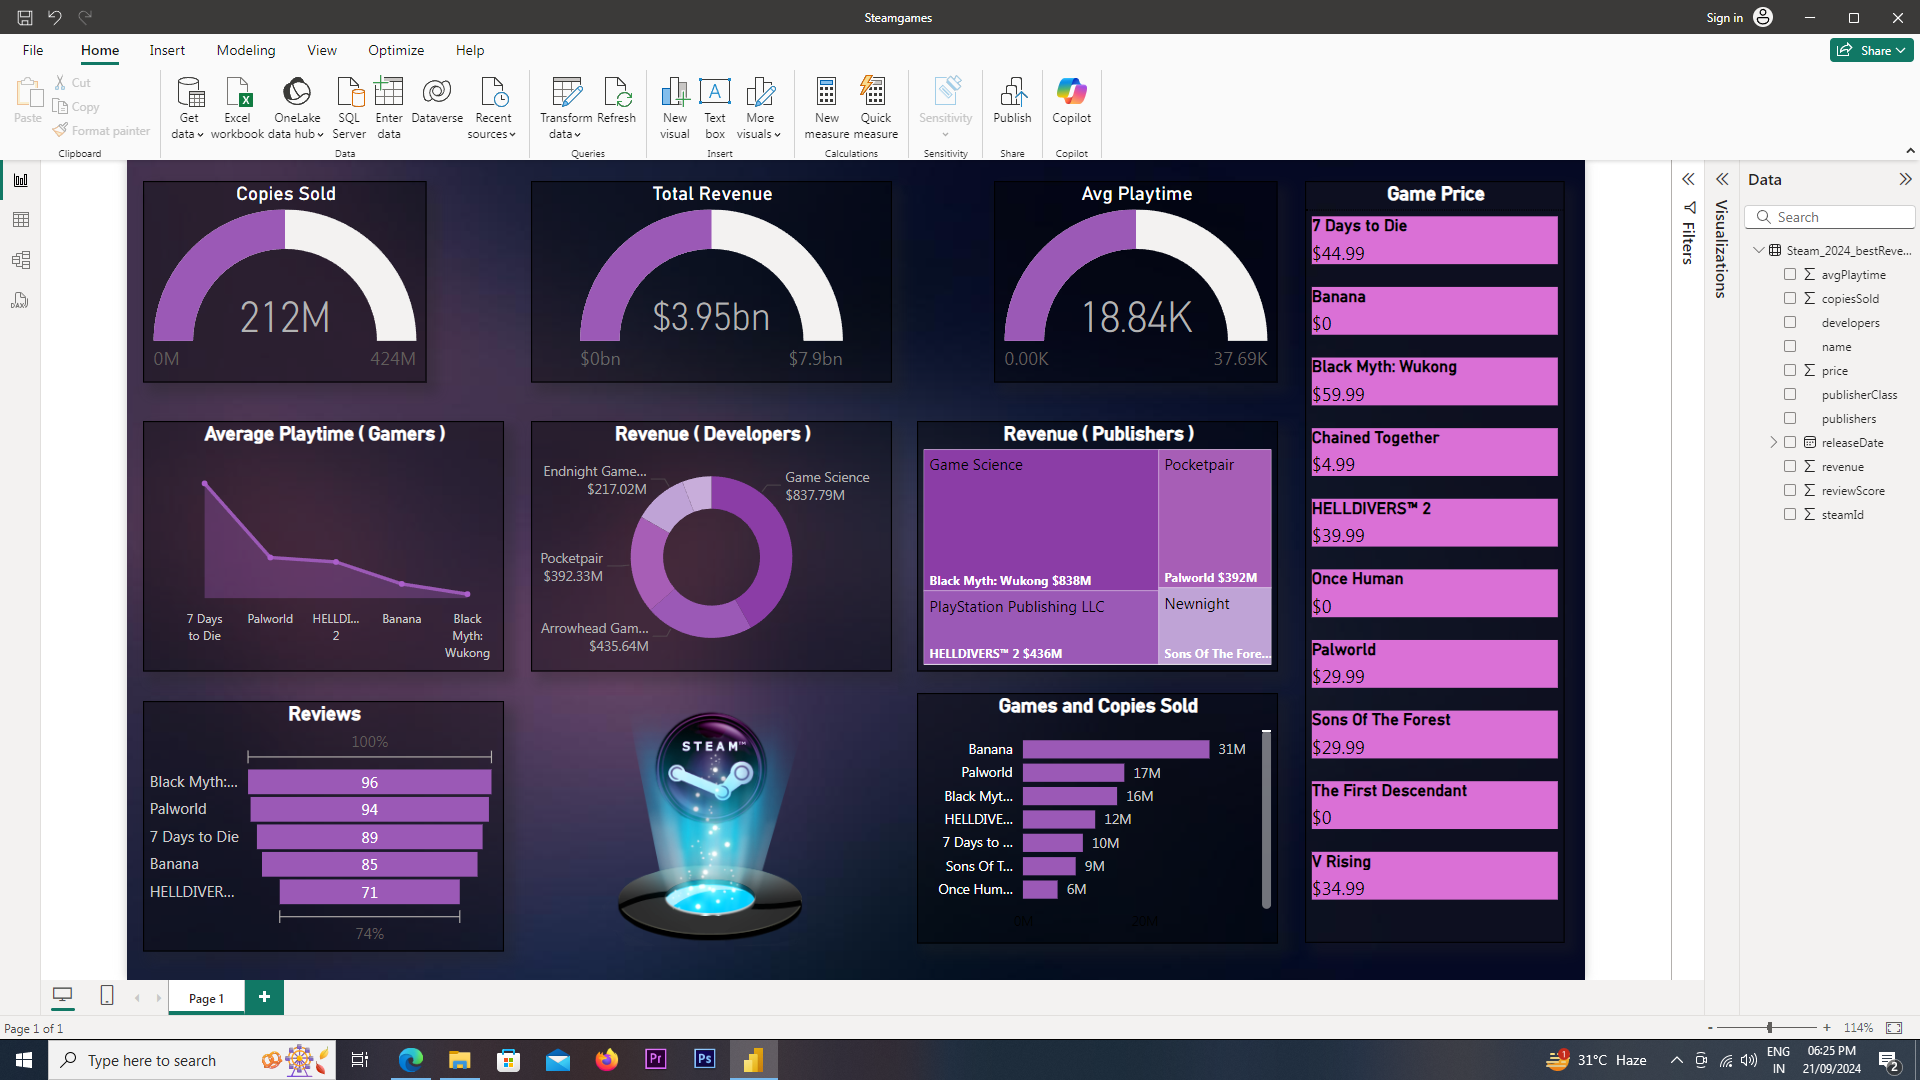 Steamgames
Sign in
File
Home
Insert
Modeling
View
Optimize
Help
Share
Paste
Cut
Copy
Format painter
Clipboard
Get data
Excel workbook
OneLake data hub
SQL Server
Enter data
Dataverse
Recent sources
Data
Transform data
Refresh
Queries
New visual
Text box
More visuals
Insert
New measure
Quick measure
Calculations
Sensitivity
Sensitivity
Publish
Share
Copilot
Copilot
Copies Sold
212M
0M
424M
Total Revenue
$3.95bn
$0bn
$7.9bn
Avg Playtime
18.84K
0.00K
37.69K
Game Price
7 Days to Die
$44.99
Banana
$0
Black Myth: Wukong
$59.99
Chained Together
$4.99
HELLDIVERS™ 2
$39.99
Once Human
$0
Palworld
$29.99
Sons Of The Forest
$29.99
The First Descendant
$0
V Rising
$34.99
Average Playtime ( Gamers )
7 Days to Die
Palworld
HELLDI... 2
Banana
Black Myth: Wukong
Revenue ( Developers )
Endnight Game...
$217.02M
Game Science
$837.79M
Pocketpair
$392.33M
Arrowhead Gam...
$435.64M
Revenue ( Publishers )
Game Science
Black Myth: Wukong $838M
Pocketpair
Palworld $392M
PlayStation Publishing LLC
HELLDIVERS™ 2 $436M
Newnight
Sons Of The Fore...
Reviews
100%
Black Myth:... 96
Palworld 94
7 Days to Die 89
Banana 85
HELLDIVER... 71
74%
STEAM™
Games and Copies Sold
Banana 31M
Palworld 17M
Black Myt... 16M
HELLDIVE... 12M
7 Days to ... 10M
Sons Of T... 9M
Once Hum... 6M
0M 20M
Filters
Visualizations
Data
Search
Steam_2024_bestReve...
avgPlaytime
copiesSold
developers
name
price
publisherClass
publishers
releaseDate
revenue
reviewScore
steamId
Page 1
Page 1 of 1
114%
Type here to search
Pr
Ps
1
31°C Haze
ENG
IN
06:25 PM
21/09/2024
2